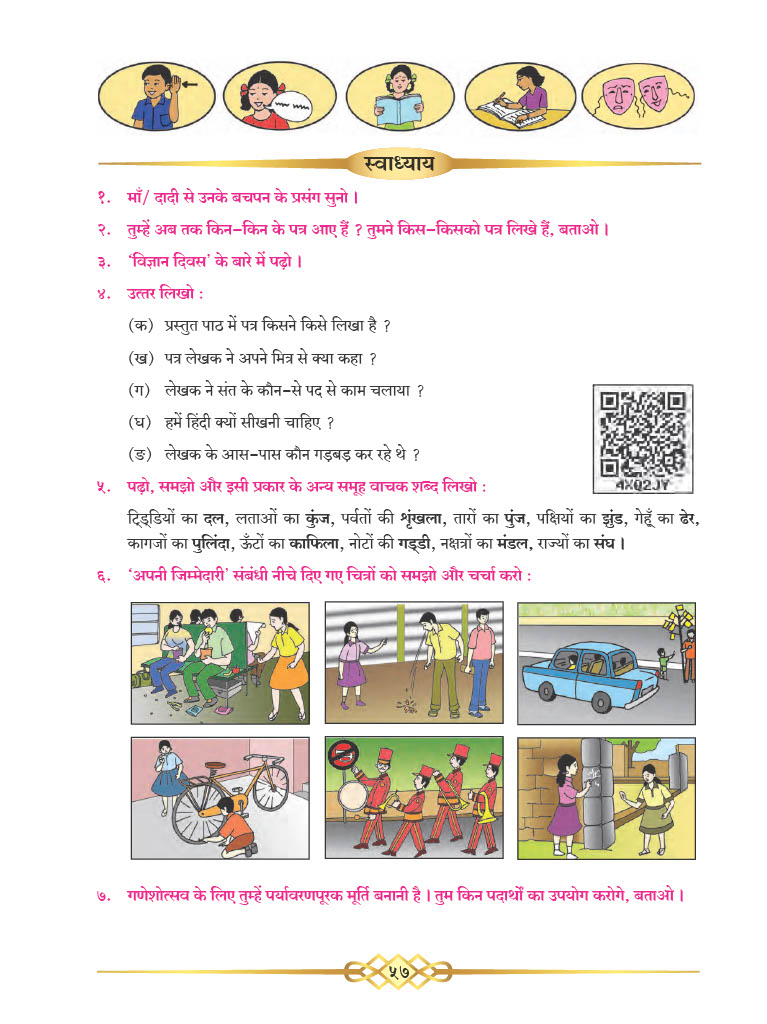 स्वाध्याय
१. माँ/ दादी से उनके बचपन के प्रसंग सुनो ।
२. तुम्हें अब तक किन-किन के पत्र आए हैं ? तुमने किस-किसको पत्र लिखे हैं, बताओ ।
३. ‘विज्ञान दिवस’ के बारे में पढ़ो ।
४. उत्तर लिखो :
(क) प्रस्तुत पाठ में पत्र किसने किसे लिखा है ?
(ख) पत्र लेखक ने अपने मित्र से क्या कहा ?
(ग) लेखक ने संत के कौन-से पद से काम चलाया ?
(घ) हमें हिंदी क्यों सीखनी चाहिए ?
(ङ) लेखक के आस-पास कौन गड़बड़ कर रहे थे ?
4XQ2JY
५. पढ़ो, समझो और इसी प्रकार के अन्य समूह वाचक शब्द लिखो :
टिड्डियों का दल, लताओं का कुंज, पर्वतों की शृंखला, तारों का पुंज, पक्षियों का झुंड, गेहूँ का ढेर,
कागजों का पुलिंदा, ऊँटों का काफिला, नोटों की गड्डी, नक्षत्रों का मंडल, राज्यों का संघ ।
६. ‘अपनी जिम्मेदारी’ संबंधी नीचे दिए गए चित्रों को समझो और चर्चा करो :
७. गणेशोत्सव के लिए तुम्हें पर्यावरणपूरक मूर्ति बनानी है । तुम किन पदार्थों का उपयोग करोगे, बताओ ।
५७